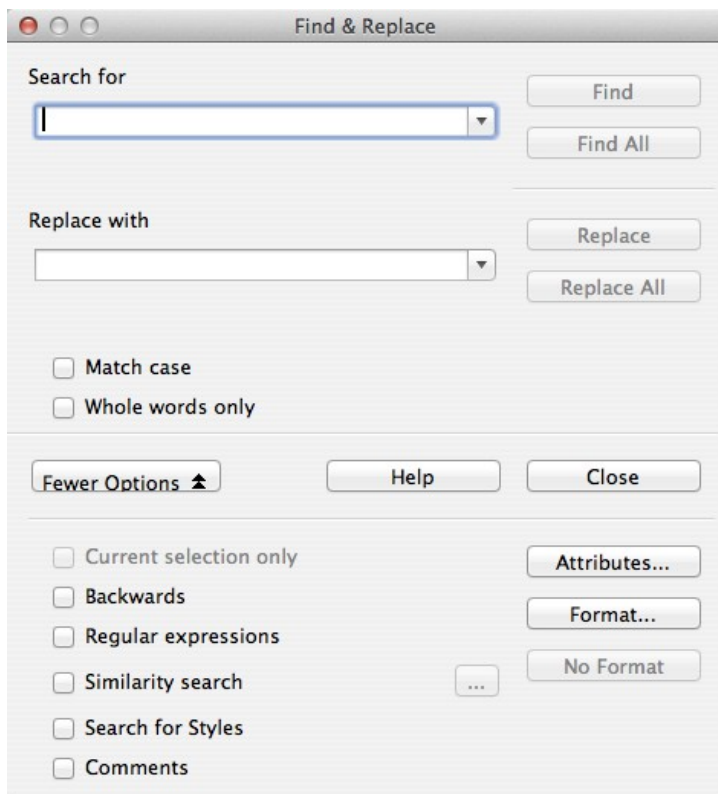 Find & Replace
Search for
Find
Find All
Replace with
Replace
Replace All
Match case
Whole words only
Fewer Options
Help
Close
Current selection only
Attributes...
Backwards
Format...
Regular expressions
No Format
Similarity search
...
Search for Styles
Comments